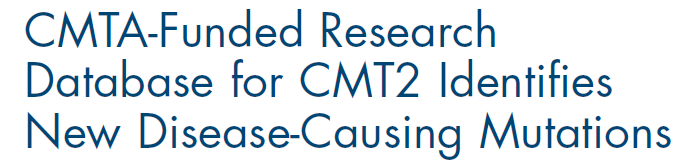 CMTA-Funded Research
Database for CMT2 Identifies
New Disease-Causing Mutations